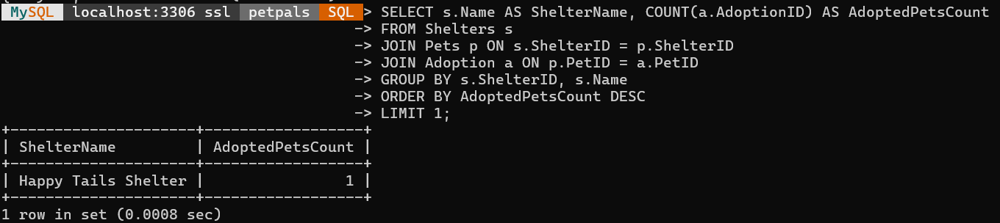 MySQL localhost:3306 ssl petpals SQL > SELECT s.Name AS ShelterName, COUNT(a.AdoptionID) AS AdoptedPetsCount
-> FROM Shelters s
-> JOIN Pets p ON s.ShelterID = p.ShelterID
-> JOIN Adoption a ON p.PetID = a.PetID
-> GROUP BY s.ShelterID, s.Name
-> ORDER BY AdoptedPetsCount DESC
-> LIMIT 1;
+---------------------+------------------+
| ShelterName         | AdoptedPetsCount |
+---------------------+------------------+
| Happy Tails Shelter |                1 |
+---------------------+------------------+
1 row in set (0.0008 sec)